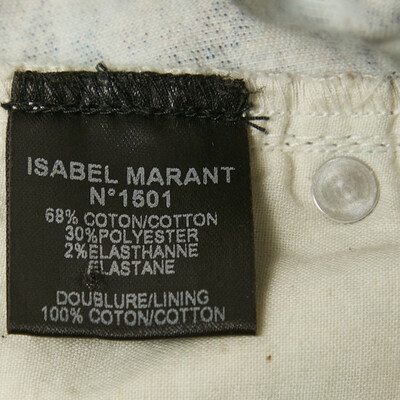 ISABEL MARANT
N°1501
68% COTON/COTTON
30%POLYESTER
2%ELASTHANNE
ELASTANE
DOUBLURE/LINING
100% COTON/COTTON